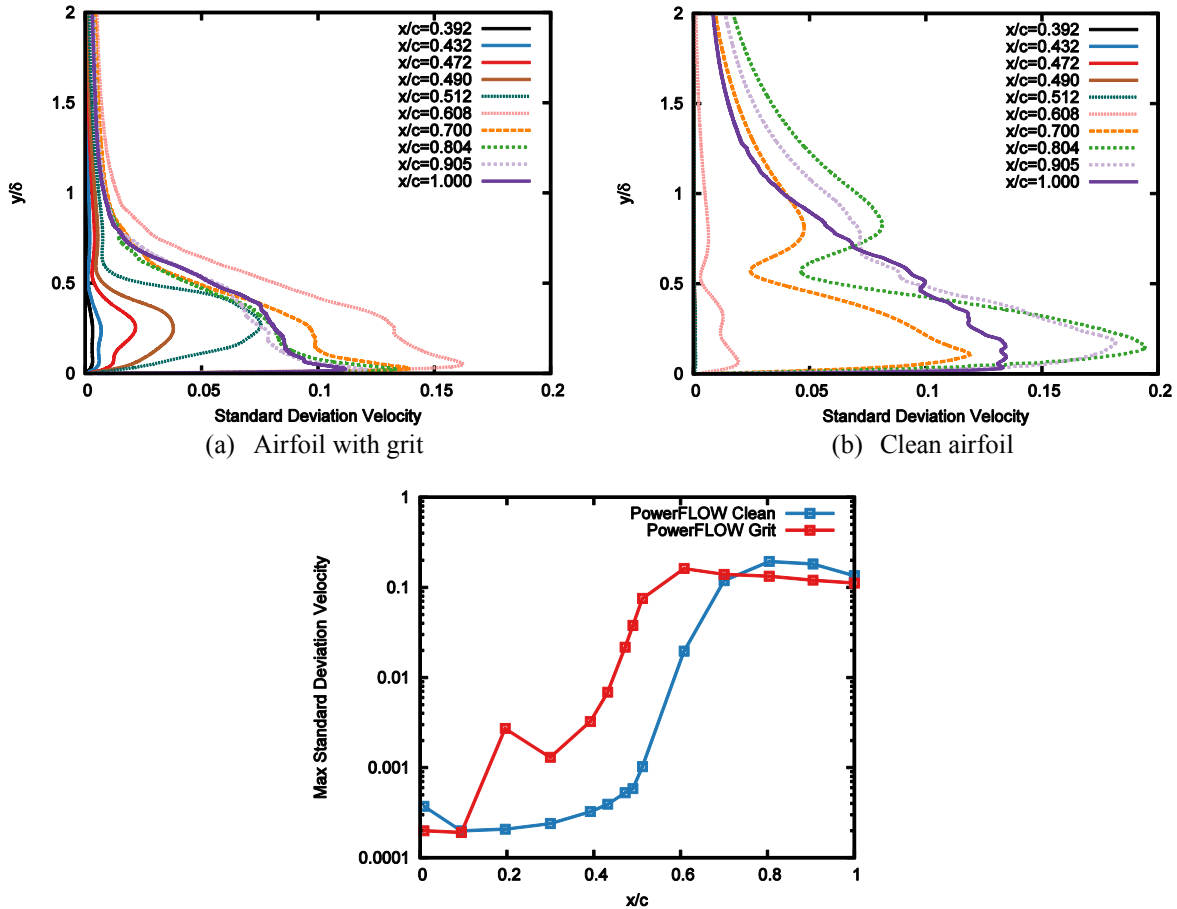 2
1.5
1
0.5
0
y/δ
x/c=0.392
x/c=0.432
x/c=0.472
x/c=0.490
x/c=0.512
x/c=0.608
x/c=0.700
x/c=0.804
x/c=0.905
x/c=1.000
0 0.05 0.1 0.15 0.2
Standard Deviation Velocity
(a) Airfoil with grit
2
1.5
1
0.5
0
y/δ
x/c=0.392
x/c=0.432
x/c=0.472
x/c=0.490
x/c=0.512
x/c=0.608
x/c=0.700
x/c=0.804
x/c=0.905
x/c=1.000
0 0.05 0.1 0.15 0.2
Standard Deviation Velocity
(b) Clean airfoil
1
0.1
0.01
0.001
0.0001
Max Standard Deviation Velocity
PowerFLOW Clean
PowerFLOW Grit
0 0.2 0.4 0.6 0.8 1
x/c